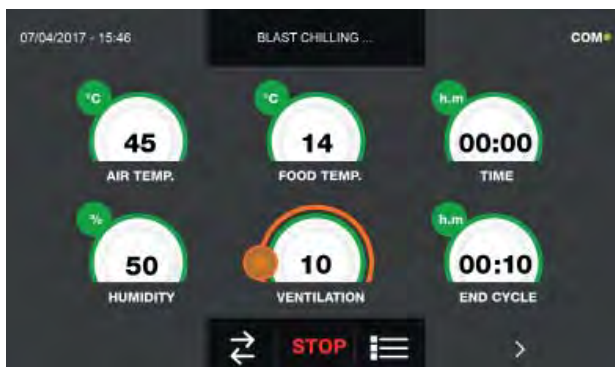 07/04/2017 - 15:46
BLAST CHILLING ...
COM
°C
45
AIR TEMP.
°C
14
FOOD TEMP.
h.m
00:00
TIME
%
50
HUMIDITY
10
VENTILATION
h.m
00:10
END CYCLE
STOP